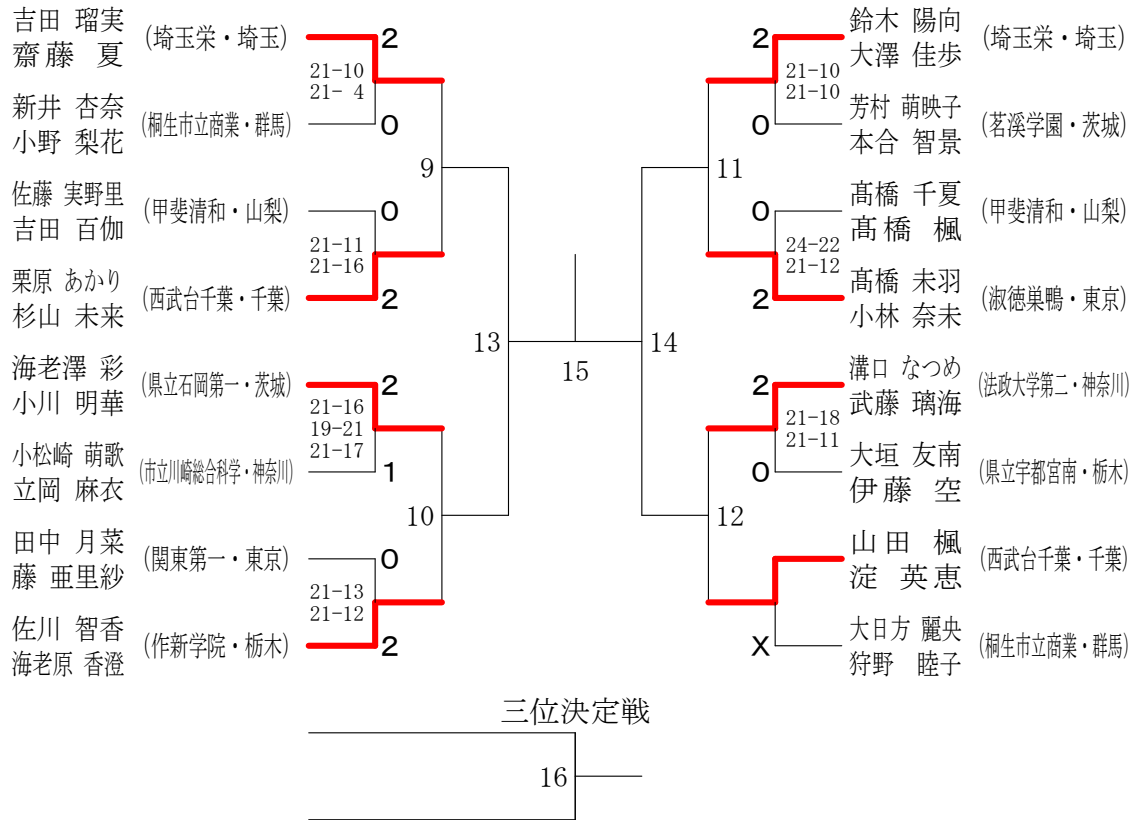 吉田 瑠実
齋藤 夏
(埼玉栄・埼玉)
2
21-10
21- 4
新井 杏奈
小野 梨花
(桐生市立商業・群馬)
0
9
佐藤 実野里
吉田 百伽
(甲斐清和・山梨)
0
21-11
21-16
栗原 あかり
杉山 未来
(西武台千葉・千葉)
2
13
海老澤 彩
小川 明華
(県立石岡第一・茨城)
2
21-16
19-21
21-17
小松崎 萌歌
立岡 麻衣
(市立川崎総合科学・神奈川)
1
10
田中 月菜
藤 亜里紗
(関東第一・東京)
0
21-13
21-12
佐川 智香
海老原 香澄
(作新学院・栃木)
2
15
2
鈴木 陽向
大澤 佳歩
(埼玉栄・埼玉)
21-10
21-10
0
芳村 萌映子
本合 智景
(茗溪学園・茨城)
11
0
髙橋 千夏
髙橋 楓
(甲斐清和・山梨)
24-22
21-12
2
髙橋 未羽
小林 奈未
(淑徳巣鴨・東京)
14
2
溝口 なつめ
武藤 璃海
(法政大学第二・神奈川)
21-18
21-11
0
大垣 友南
伊藤 空
(県立宇都宮南・栃木)
12
山田 楓
淀 英恵
(西武台千葉・千葉)
X
大日方 麗央
狩野 睦子
(桐生市立商業・群馬)
三位決定戦
16